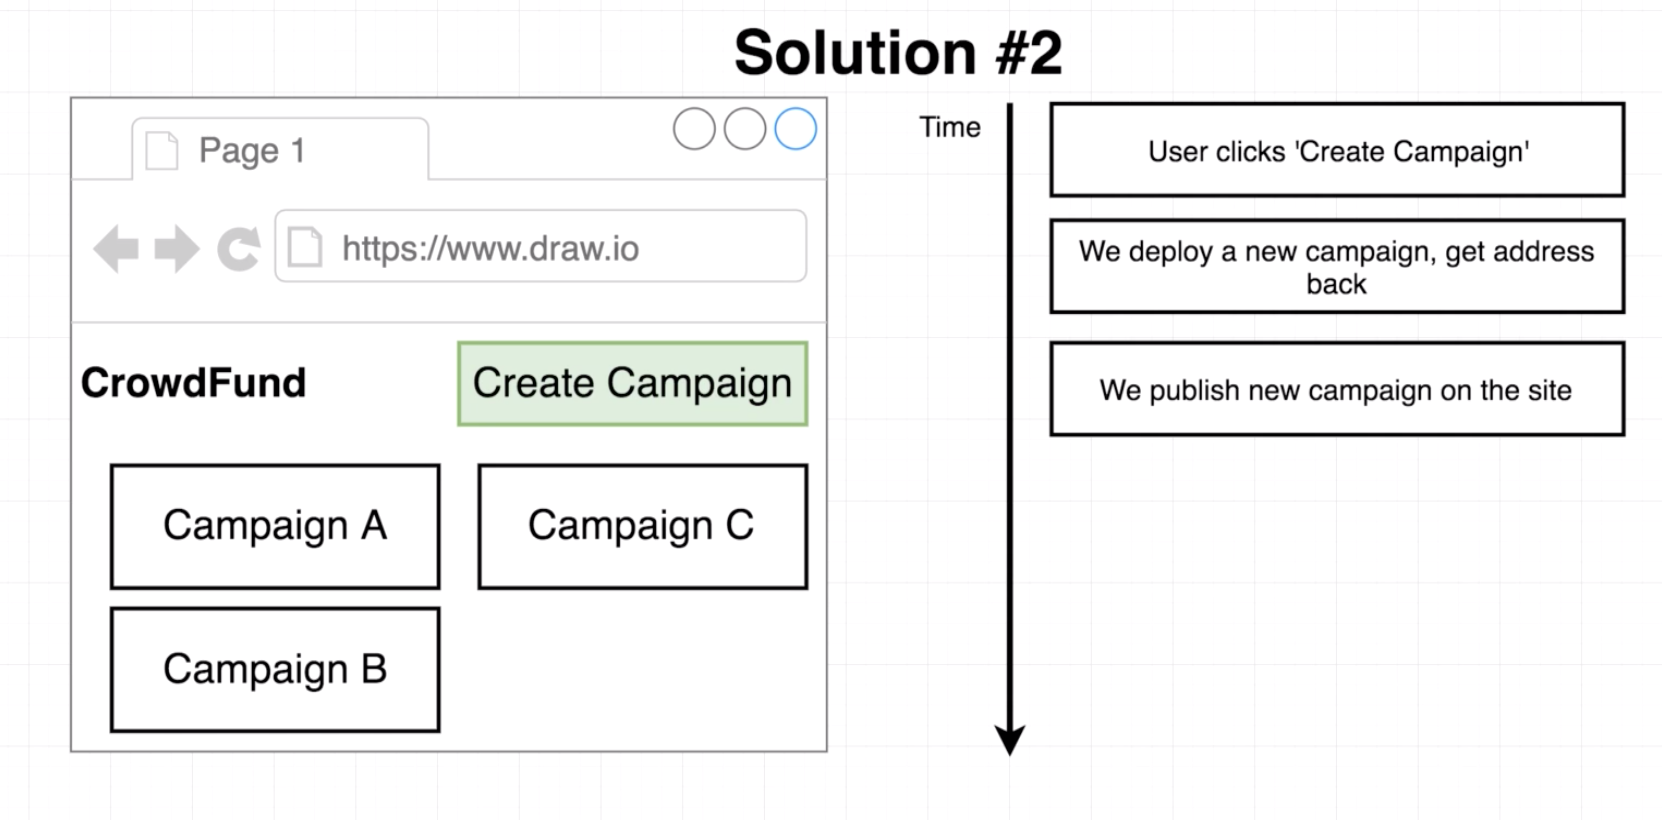 Solution #2
Page 1
https://www.draw.io
CrowdFund
Create Campaign
Campaign A
Campaign C
Campaign B
Time
User clicks 'Create Campaign'
We deploy a new campaign, get address
back
We publish new campaign on the site